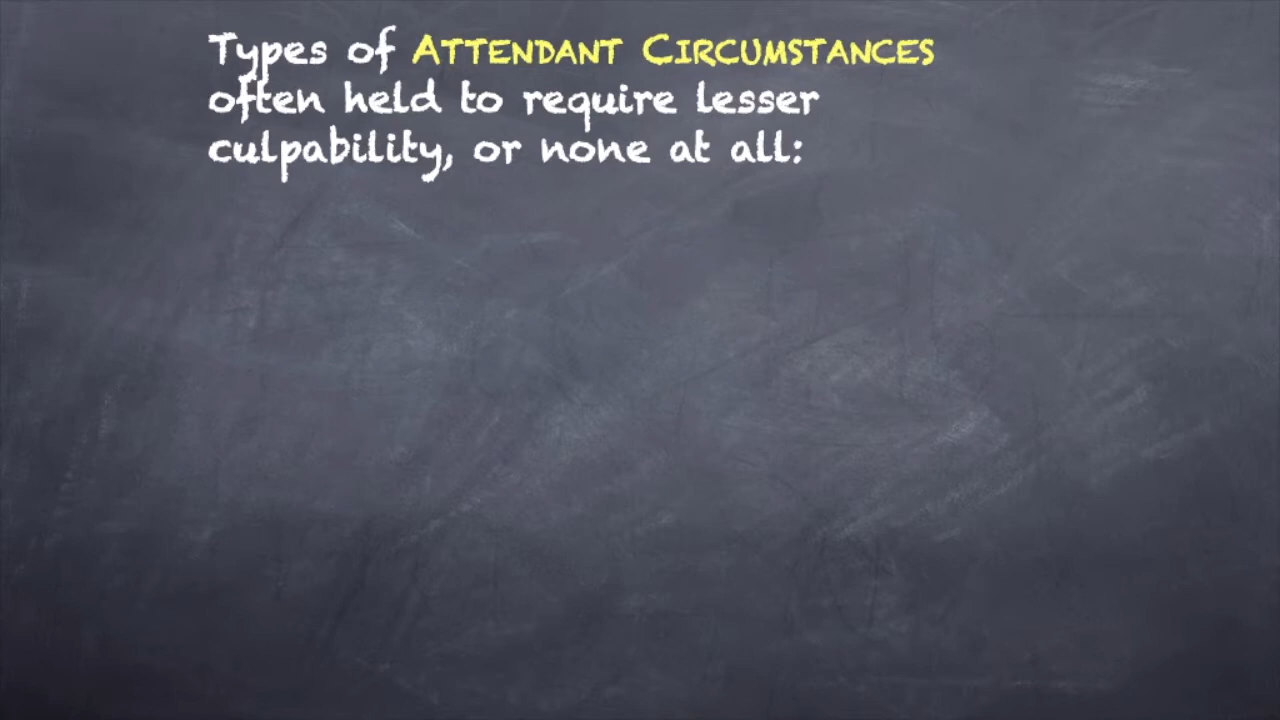 Types of ATTENDANT CIRCUMSTANCES
often held to require lesser
culpability, or none at all: